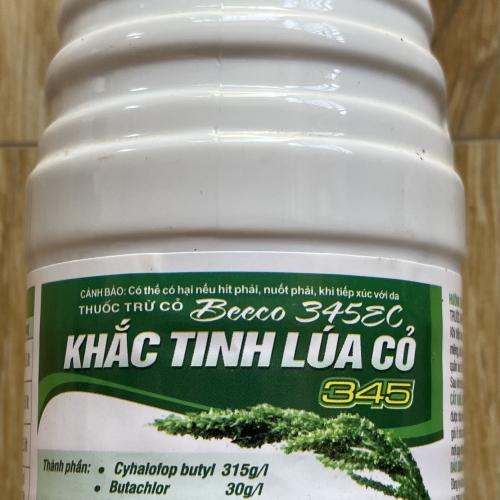 CẢNH BÁO: Có thể có hại nếu hít phải, nuốt phải, khi tiếp xúc với da
THUỐC TRỪ CỎ Becco 345EC
KHẮC TINH LÚA CỎ
345
Thành phần: • Cyhalofop butyl 315g/l
• Butachlor 30g/l